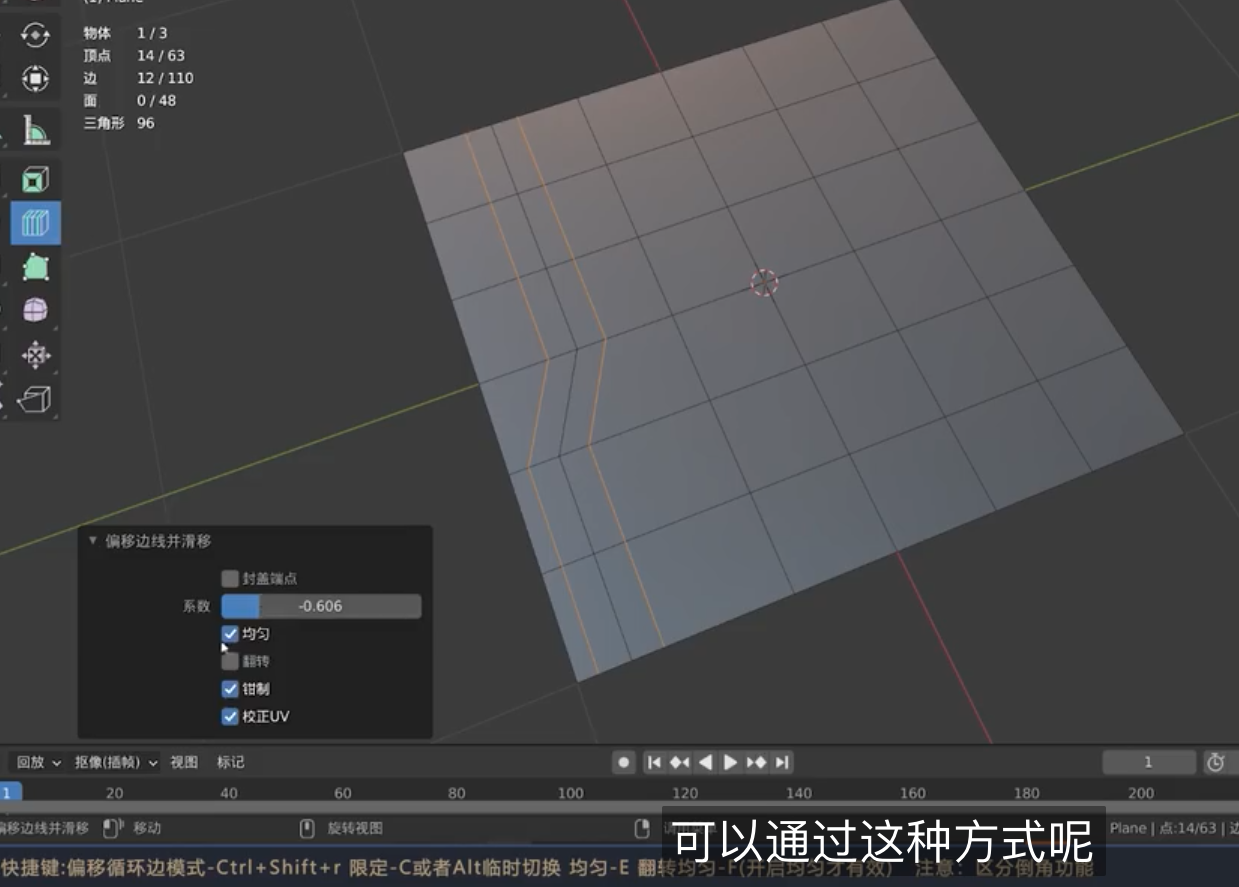 (1) Plane
物体 1 / 3
顶点 14 / 63
边 12 / 110
面 0 / 48
三角形 96
偏移边线并滑移
封盖端点
系数 -0.606
均匀
翻转
钳制
校正UV
回放 抠像(插帧) 视图 标记 1
1 20 40 60 80 100 120 140 160 180 200
偏移边线并滑移 移动 旋转视图 Plane | 点:14/63 | 边
可以通过这种方式呢
快捷键:偏移循环边模式-Ctrl+Shift+r 限定-C或者Alt临时切换 均匀-E 翻转均匀-F(开启均匀才有效) 注意：区分倒角功能